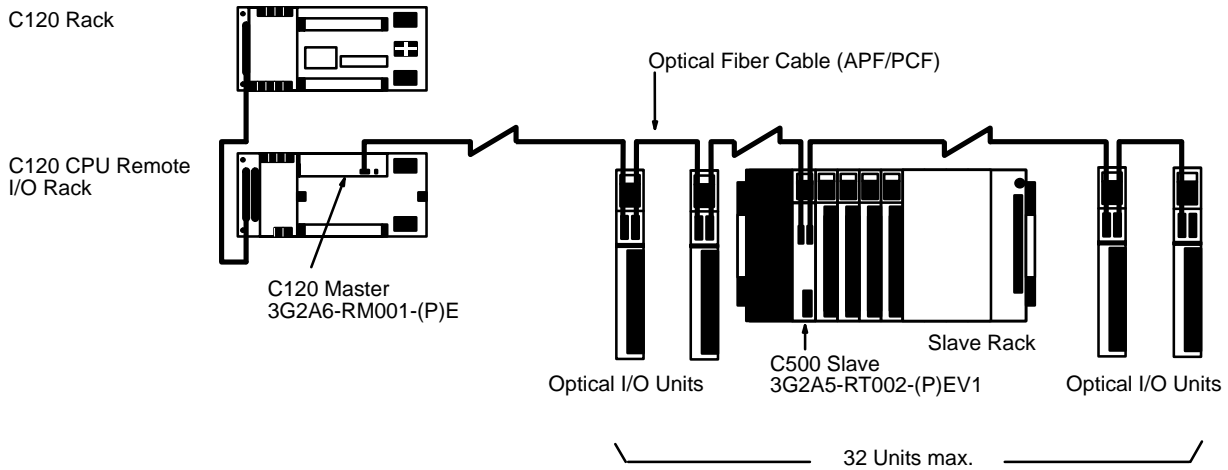 C120 Rack
Optical Fiber Cable (APF/PCF)
C120 CPU Remote
I/O Rack
C120 Master
3G2A6-RM001-(P)E
Optical I/O Units
C500 Slave
3G2A5-RT002-(P)EV1
Slave Rack
Optical I/O Units
32 Units max.